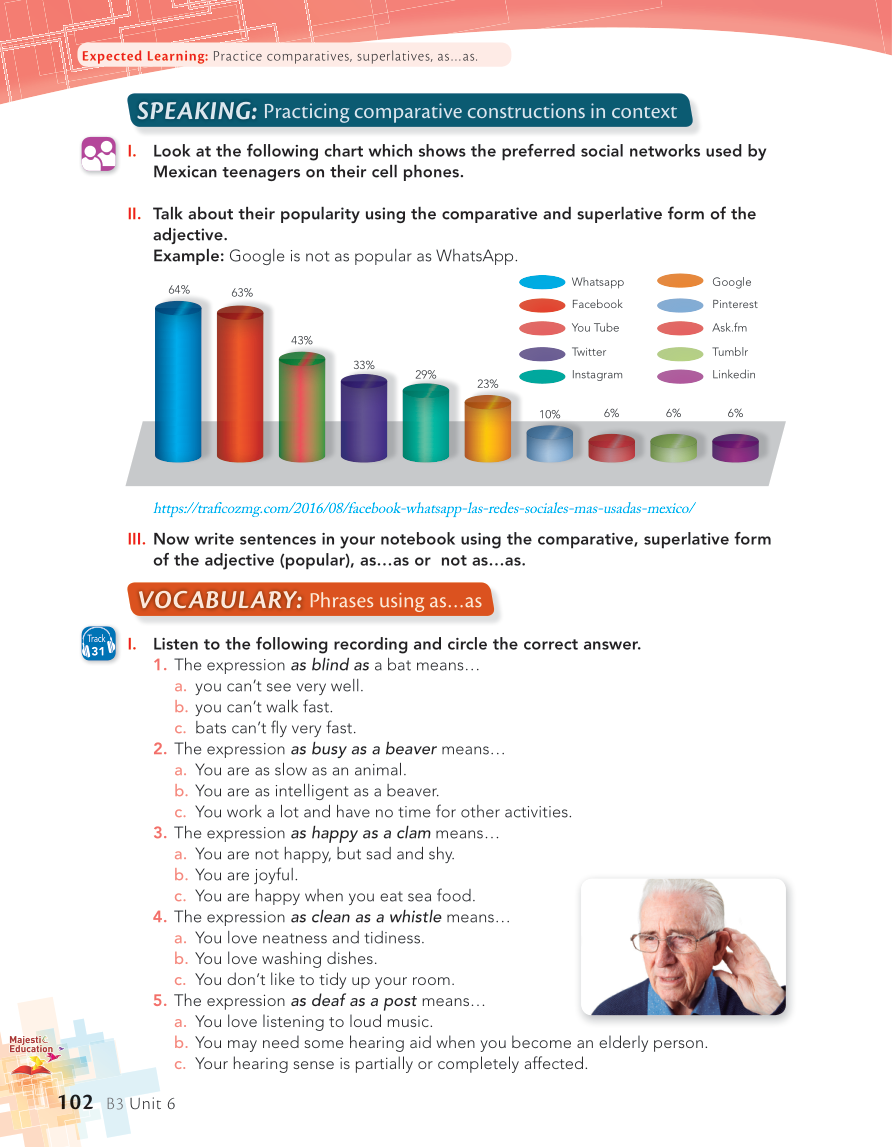 Expected Learning: Practice comparatives, superlatives, as...as.
SPEAKING: Practicing comparative constructions in context
I. Look at the following chart which shows the preferred social networks used by
Mexican teenagers on their cell phones.
II. Talk about their popularity using the comparative and superlative form of the
adjective.
Example: Google is not as popular as WhatsApp.
64%
63%
43%
33%
29%
23%
10%
6%
6%
6%
Whatsapp
Facebook
You Tube
Twitter
Instagram
Google
Pinterest
Ask.fm
Tumblr
Linkedin
https://traficozmg.com/2016/08/facebook-whatsapp-las-redes-sociales-mas-usadas-mexico/
III. Now write sentences in your notebook using the comparative, superlative form
of the adjective (popular), as…as or not as…as.
VOCABULARY: Phrases using as...as
Track
31
I. Listen to the following recording and circle the correct answer.
1. The expression as blind as a bat means…
a. you can’t see very well.
b. you can’t walk fast.
c. bats can’t fly very fast.
2. The expression as busy as a beaver means…
a. You are as slow as an animal.
b. You are as intelligent as a beaver.
c. You work a lot and have no time for other activities.
3. The expression as happy as a clam means…
a. You are not happy, but sad and shy.
b. You are joyful.
c. You are happy when you eat sea food.
4. The expression as clean as a whistle means…
a. You love neatness and tidiness.
b. You love washing dishes.
c. You don’t like to tidy up your room.
5. The expression as deaf as a post means…
a. You love listening to loud music.
b. You may need some hearing aid when you become an elderly person.
c. Your hearing sense is partially or completely affected.
Majestic
Education
102 B3 Unit 6